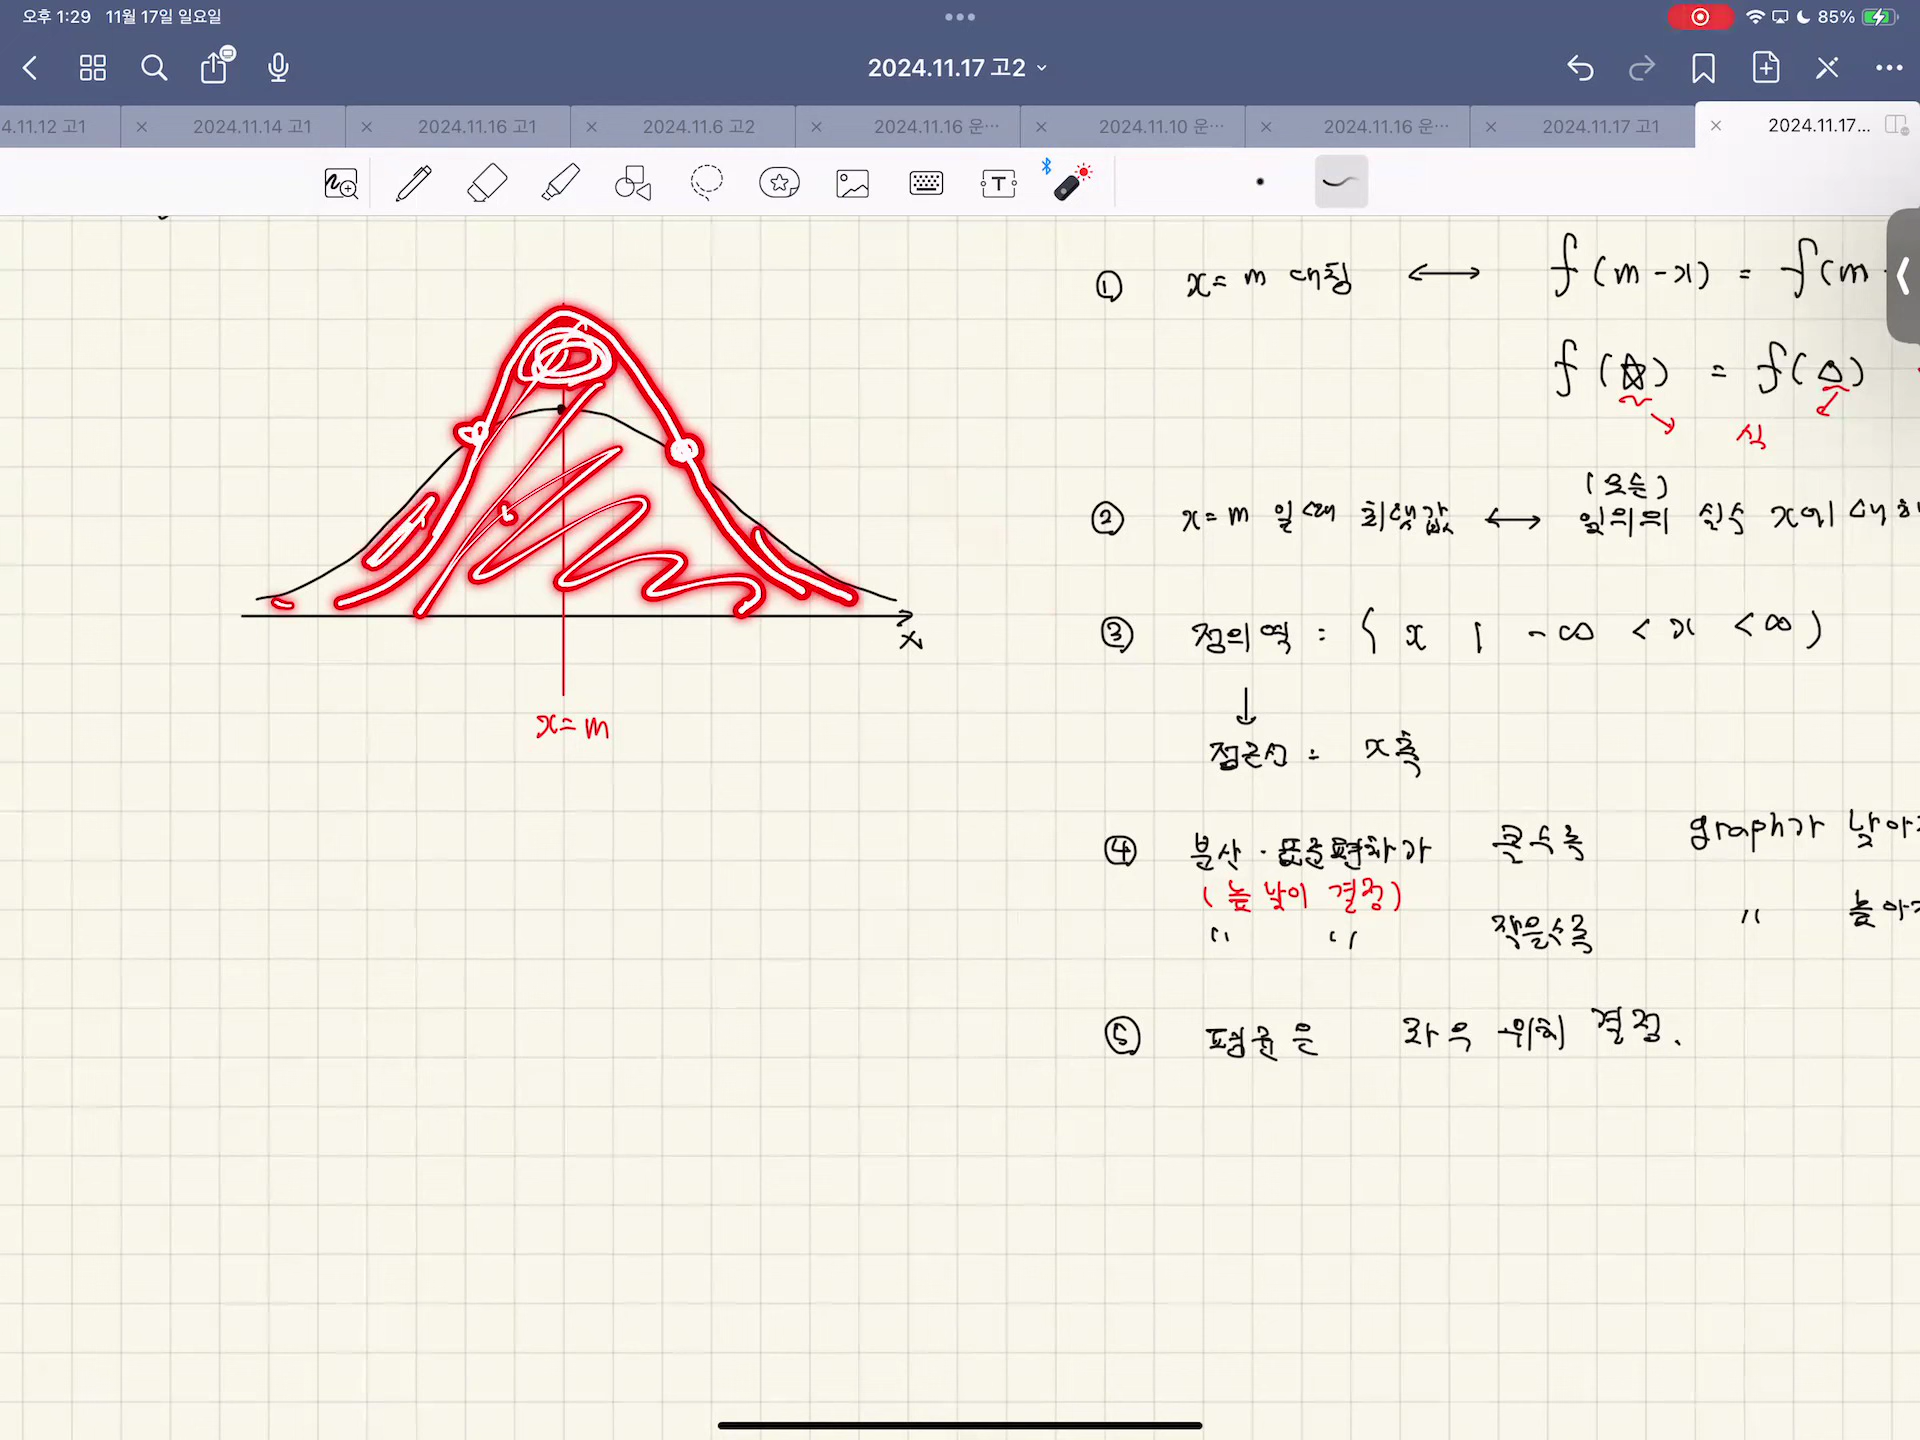 오후 1:29 11월 17일 일요일
85%
2024.11.17 고2
4.11.12 고1
2024.11.14 고1
2024.11.16 고1
2024.11.6 고2
2024.11.16 운…
2024.11.10 운…
2024.11.16 운…
2024.11.17 고1
2024.11.17...
① x = m 대칭 ↔ f(m - x) = f(m
f(☆) = f(△)
식
(모든)
② x = m 일 때 최댓값 ↔ 임의의 실수 x에 대하
③ 정의역 : { x | -∞ < x < ∞ }
↓
점근선 = x축
④ 분산 · 표준편차가 클수록 graph가 낮아
(높낮이 결정)
" " 작을수록 " 높아
⑤ 평균은 좌우 위치 결정.
x
x = m